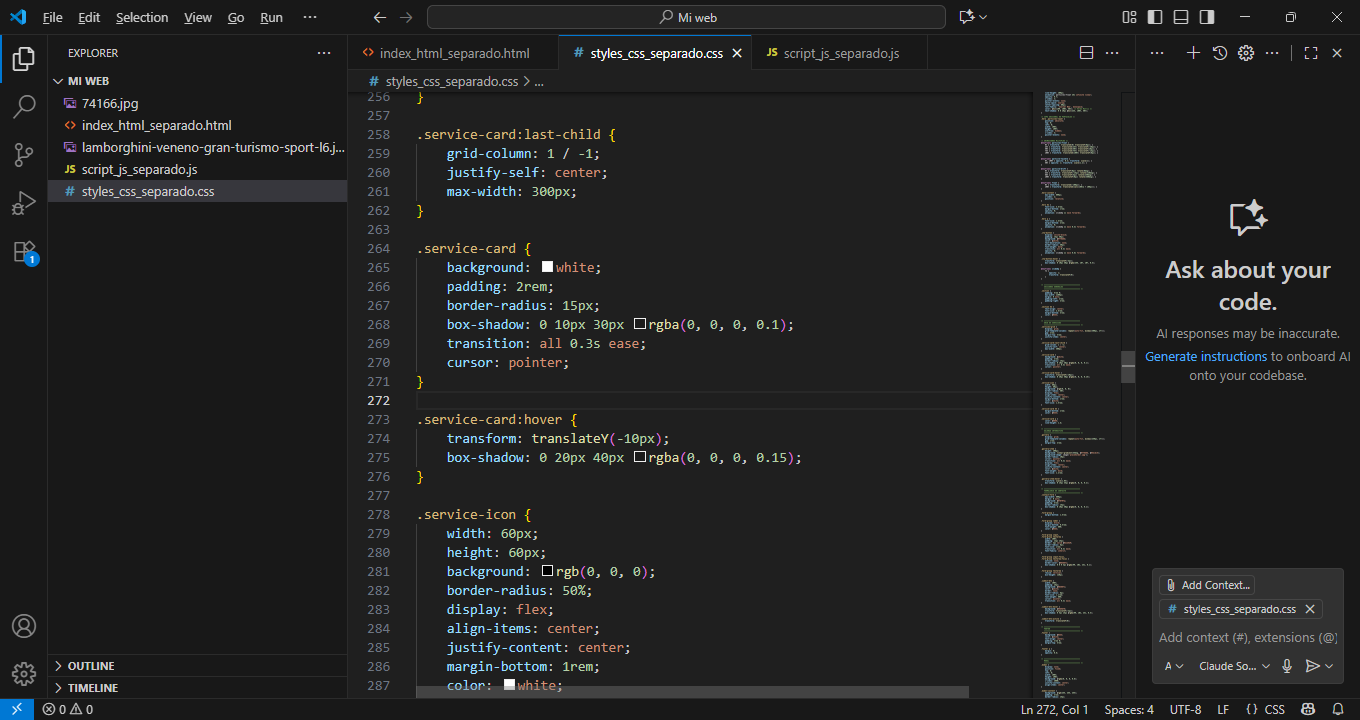 File Edit Selection View Go Run ···
Mi web
EXPLORER ···
MI WEB
74166.jpg
index_html_separado.html
lamborghini-veneno-gran-turismo-sport-l6.j...
script_js_separado.js
styles_css_separado.css
OUTLINE
TIMELINE
1
index_html_separado.html
# styles_css_separado.css
JS script_js_separado.js
# styles_css_separado.css > ...
256 }
257
258 .service-card:last-child {
259 grid-column: 1 / -1;
260 justify-self: center;
261 max-width: 300px;
262 }
263
264 .service-card {
265 background: white;
266 padding: 2rem;
267 border-radius: 15px;
268 box-shadow: 0 10px 30px rgba(0, 0, 0, 0.1);
269 transition: all 0.3s ease;
270 cursor: pointer;
271 }
272
273 .service-card:hover {
274 transform: translateY(-10px);
275 box-shadow: 0 20px 40px rgba(0, 0, 0, 0.15);
276 }
277
278 .service-icon {
279 width: 60px;
280 height: 60px;
281 background: rgb(0, 0, 0);
282 border-radius: 50%;
283 display: flex;
284 align-items: center;
285 justify-content: center;
286 margin-bottom: 1rem;
287 color: white;
Ask about your
code.
AI responses may be inaccurate.
Generate instructions to onboard AI
onto your codebase.
Add Context...
# styles_css_separado.css
Add context (#), extensions (@)
A Claude So...
0 0
Ln 272, Col 1 Spaces: 4 UTF-8 LF {} CSS